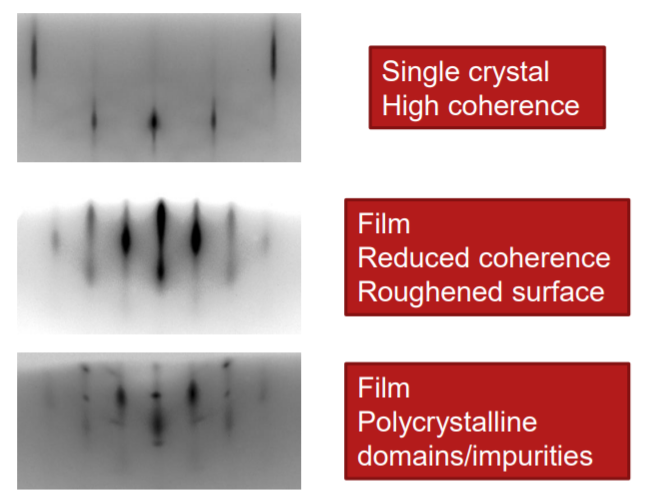 Single crystal
High coherence
Film
Reduced coherence
Roughened surface
Film
Polycrystalline
domains/impurities